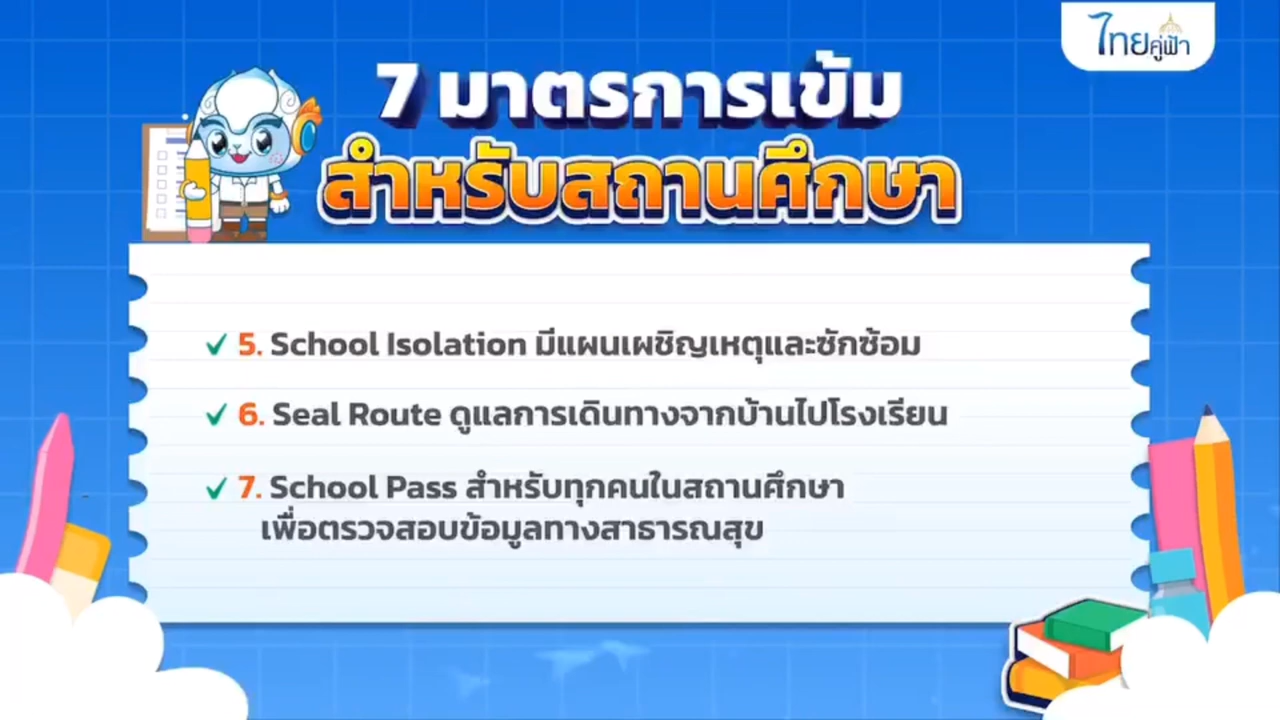 ไทยคู่ฟ้า
7 มาตรการเข้ม
สำหรับสถานศึกษา
5. School Isolation มีแผนเผชิญเหตุและซักซ้อม
6. Seal Route ดูแลการเดินทางจากบ้านไปโรงเรียน
7. School Pass สำหรับทุกคนในสถานศึกษา
เพื่อตรวจสอบข้อมูลทางสาธารณสุข